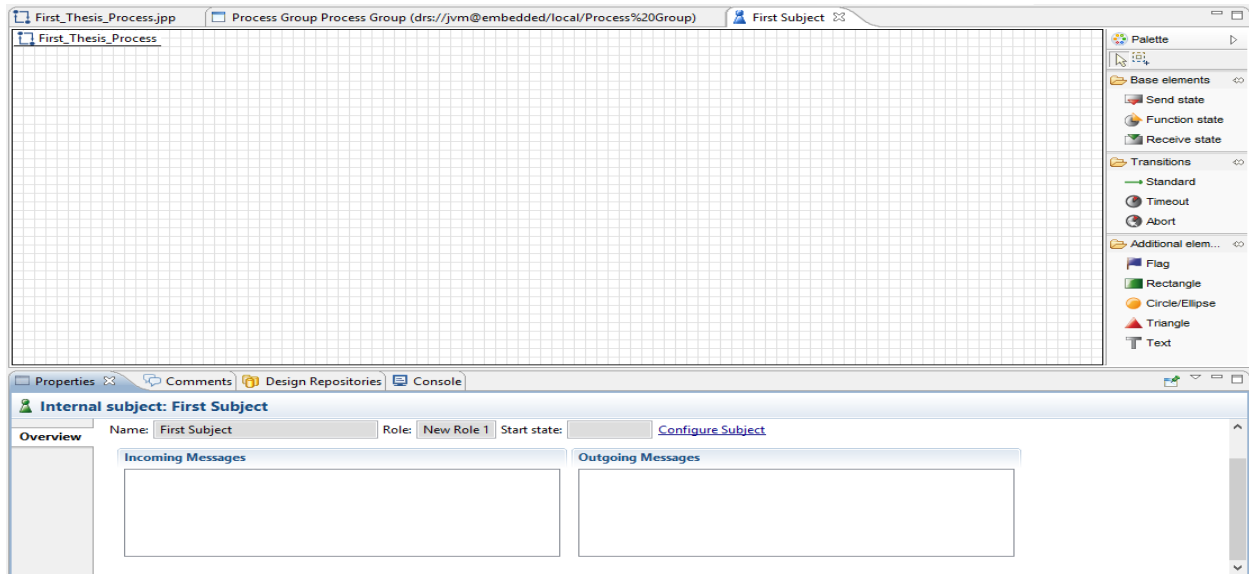 First_Thesis_Process.jpp
Process Group Process Group (drs://jvm@embedded/local/Process%20Group)
First Subject
First_Thesis_Process
Palette
Base elements
Send state
Function state
Receive state
Transitions
Standard
Timeout
Abort
Additional elem...
Flag
Rectangle
Circle/Ellipse
Triangle
Text
Properties
Comments
Design Repositories
Console
Internal subject: First Subject
Overview
Name: First Subject Role: New Role 1 Start state: Configure Subject
Incoming Messages
Outgoing Messages